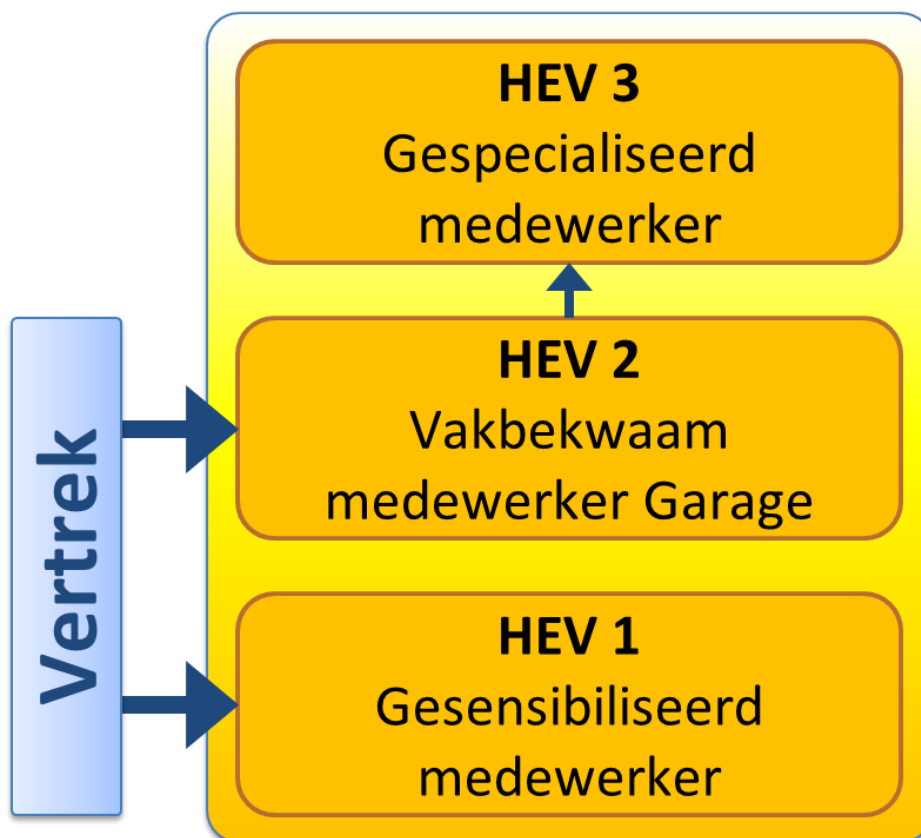 HEV 3
Gespecialiseerd
medewerker
HEV 2
Vakbekwaam
medewerker Garage
HEV 1
Gesensibiliseerd
medewerker
Vertrek